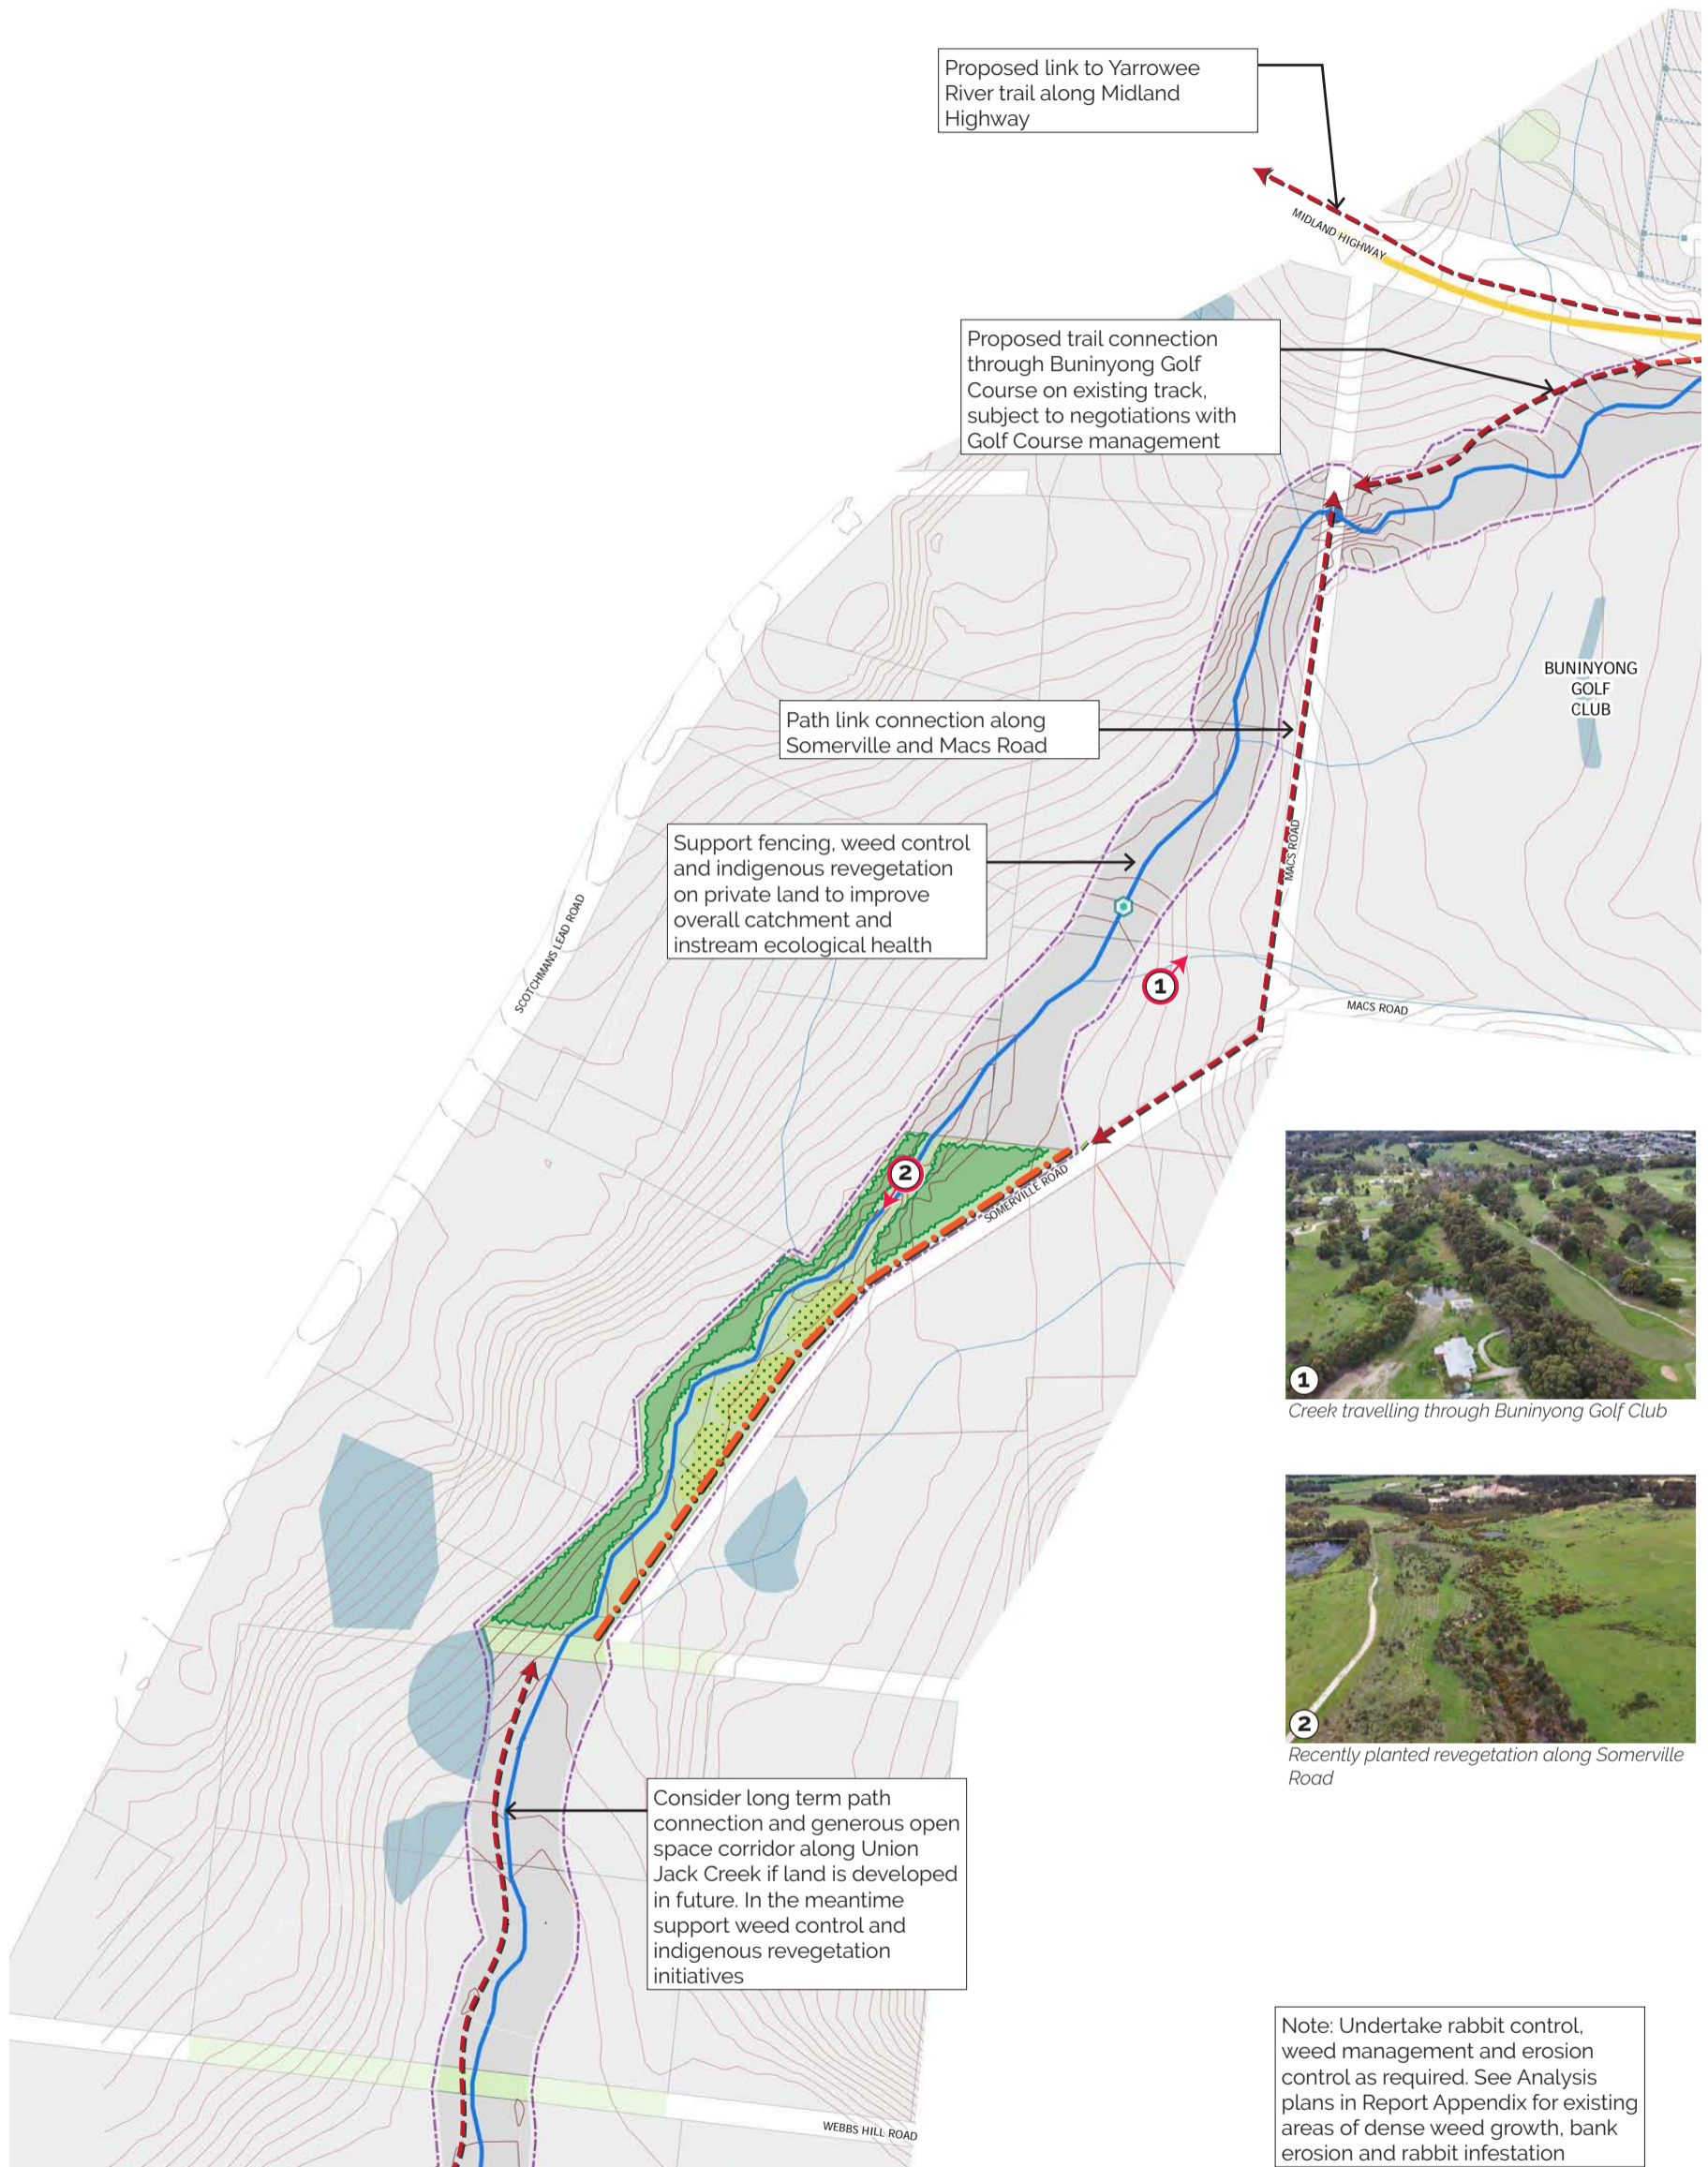 Proposed link to Yarrowee
River trail along Midland
Highway
MIDLAND HIGHWAY
Proposed trail connection
through Buninyong Golf
Course on existing track,
subject to negotiations with
Golf Course management
BUNINYONG
GOLF
CLUB
Path link connection along
Somerville and Macs Road
MACS ROAD
Support fencing, weed control
and indigenous revegetation
on private land to improve
overall catchment and
instream ecological health
SCOTCHMANS LEAD ROAD
1
MACS ROAD
2
SOMERVILLE ROAD
1
Creek travelling through Buninyong Golf Club
2
Recently planted revegetation along Somerville
Road
Consider long term path
connection and generous open
space corridor along Union
Jack Creek if land is developed
in future. In the meantime
support weed control and
indigenous revegetation
initiatives
Note: Undertake rabbit control,
weed management and erosion
control as required. See Analysis
plans in Report Appendix for existing
areas of dense weed growth, bank
erosion and rabbit infestation
WEBBS HILL ROAD